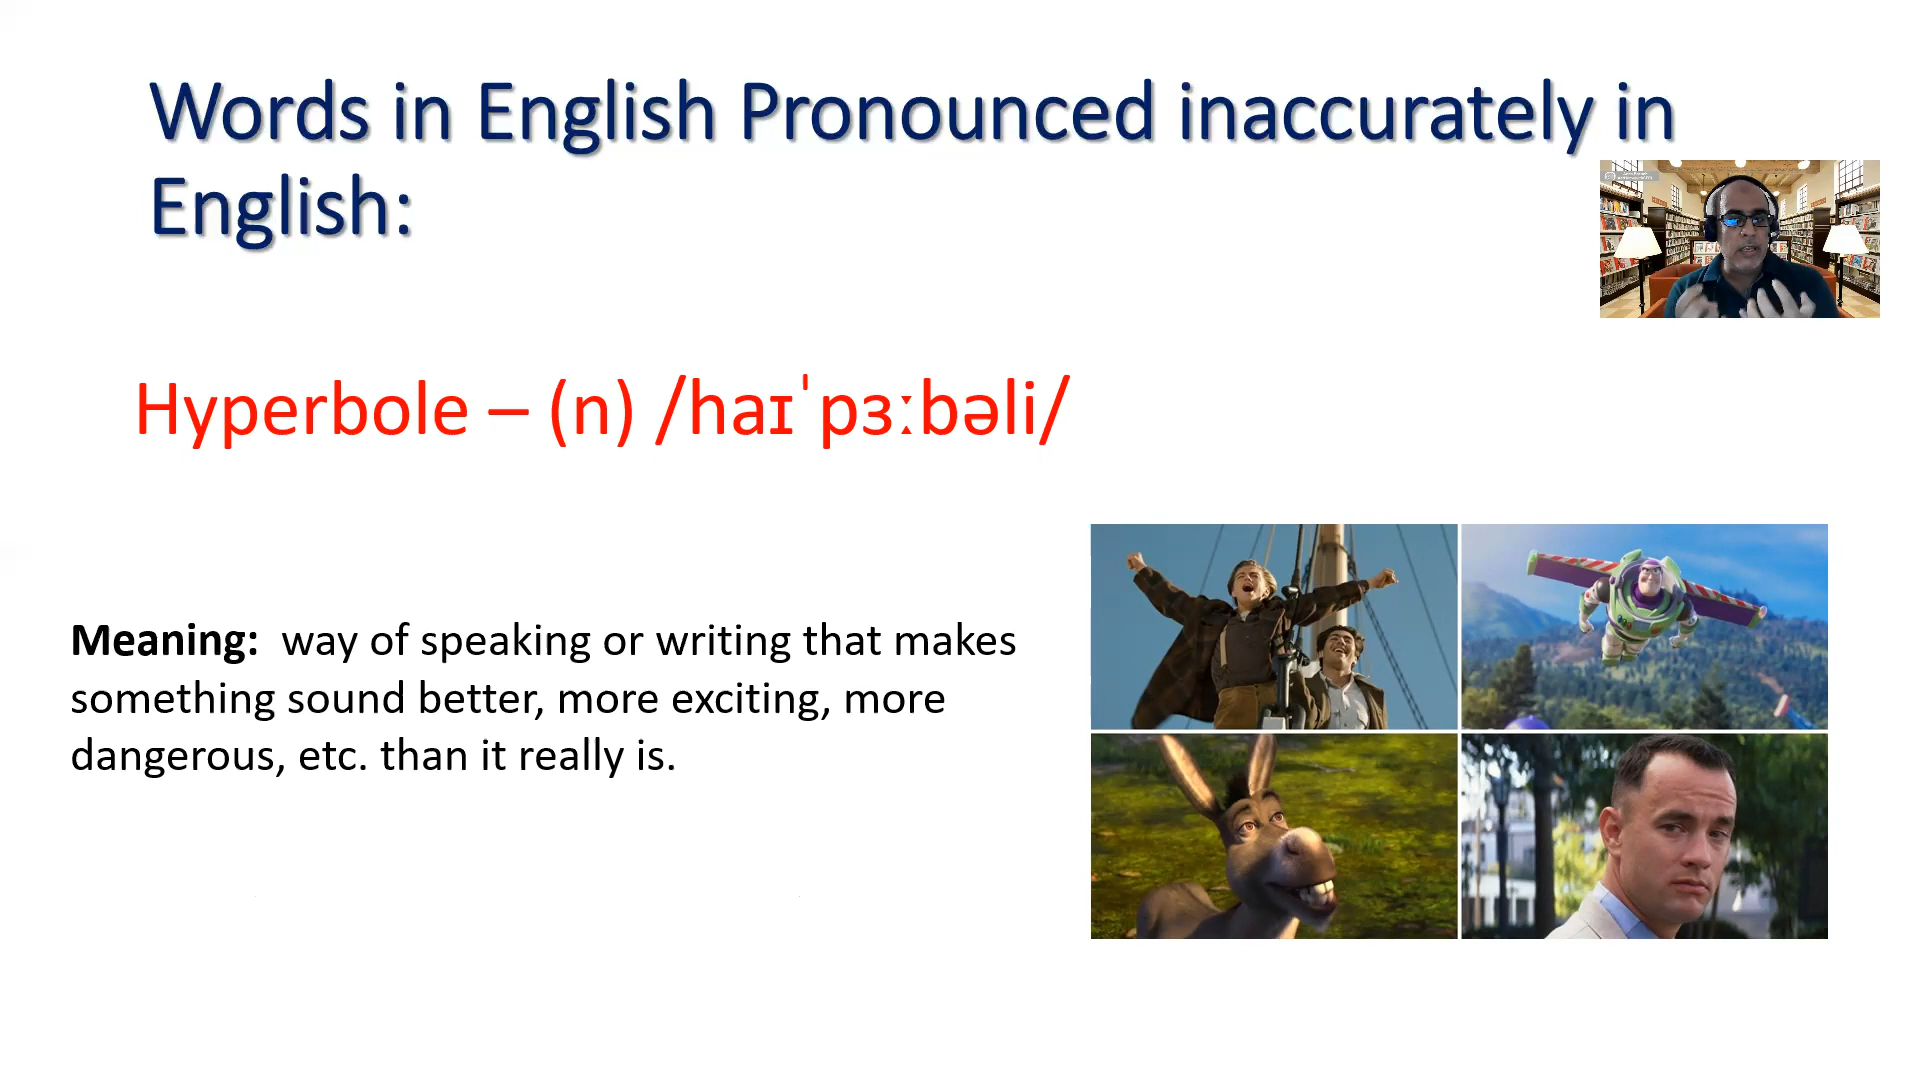 Words in English Pronounced inaccurately in
English:
Hyperbole – (n) /haɪˈpɜːbəli/
Meaning: way of speaking or writing that makes
something sound better, more exciting, more
dangerous, etc. than it really is.